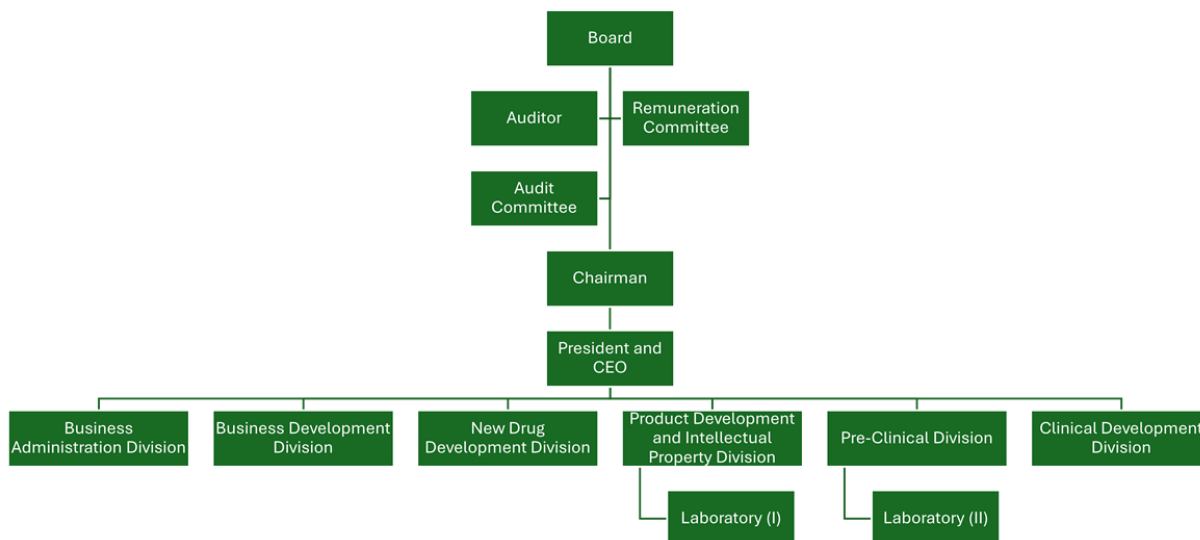 Board
Auditor
Remuneration
Committee
Audit
Committee
Chairman
President and
CEO
Business
Administration Division
Business Development
Division
New Drug
Development Division
Product Development
and Intellectual
Property Division
Pre-Clinical Division
Clinical Development
Division
Laboratory (I)
Laboratory (II)